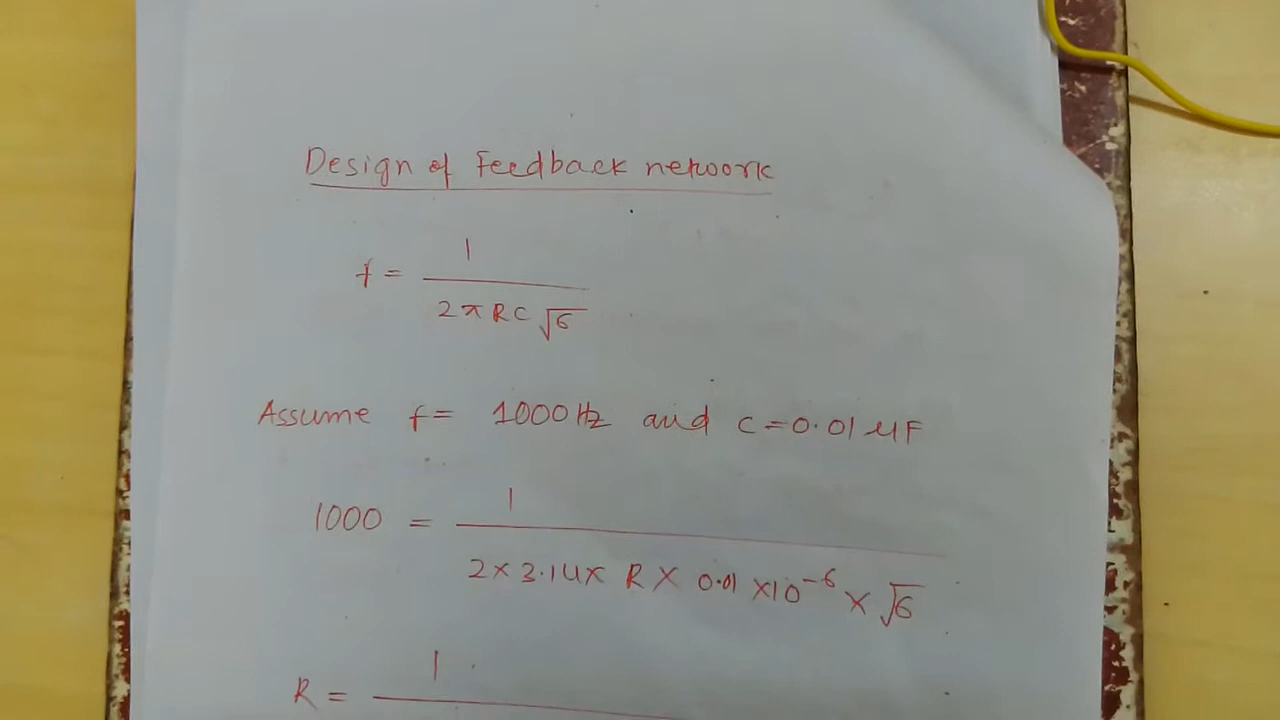 Design of Feedback network
f = 1 / 2πRC√6
Assume f = 1000 Hz and C = 0.01 μF
1000 = 1 / 2 × 3.14 × R × 0.01 × 10⁻⁶ × √6
R = 1